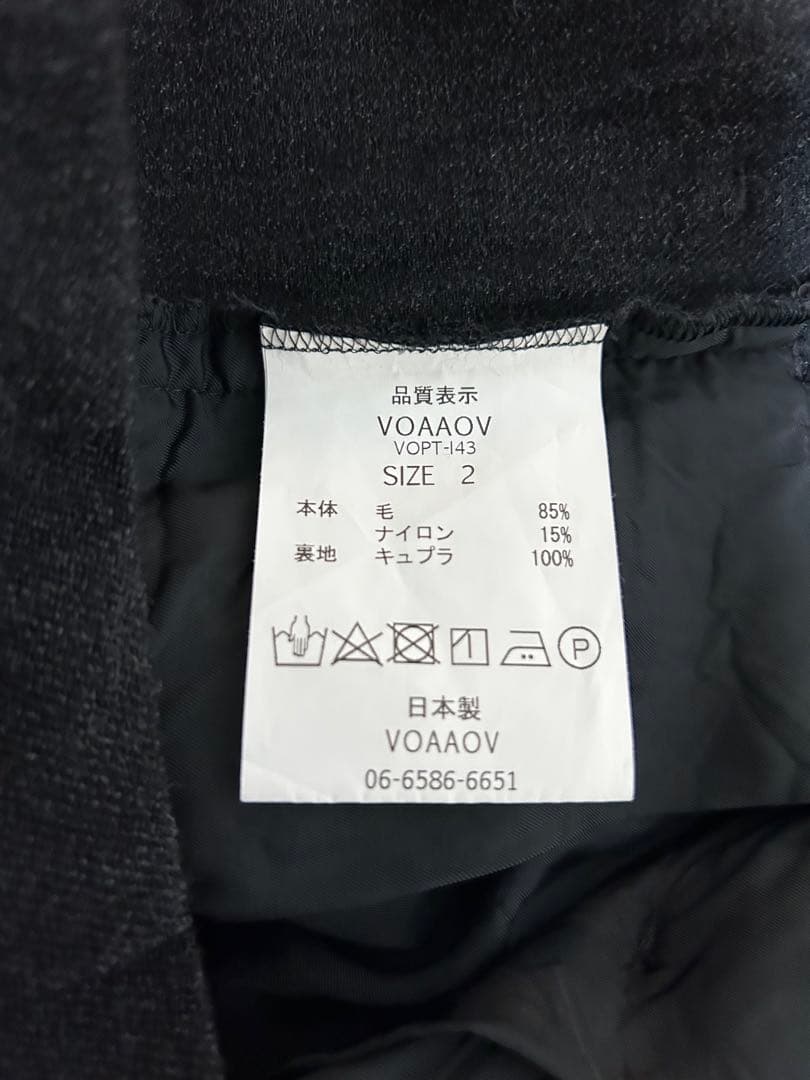 品質表示
VOAAOV
VOPT-143
SIZE 2
本体 毛 85%
ナイロン 15%
裏地 キュプラ 100%
P
日本製
VOAAOV
06-6586-6651